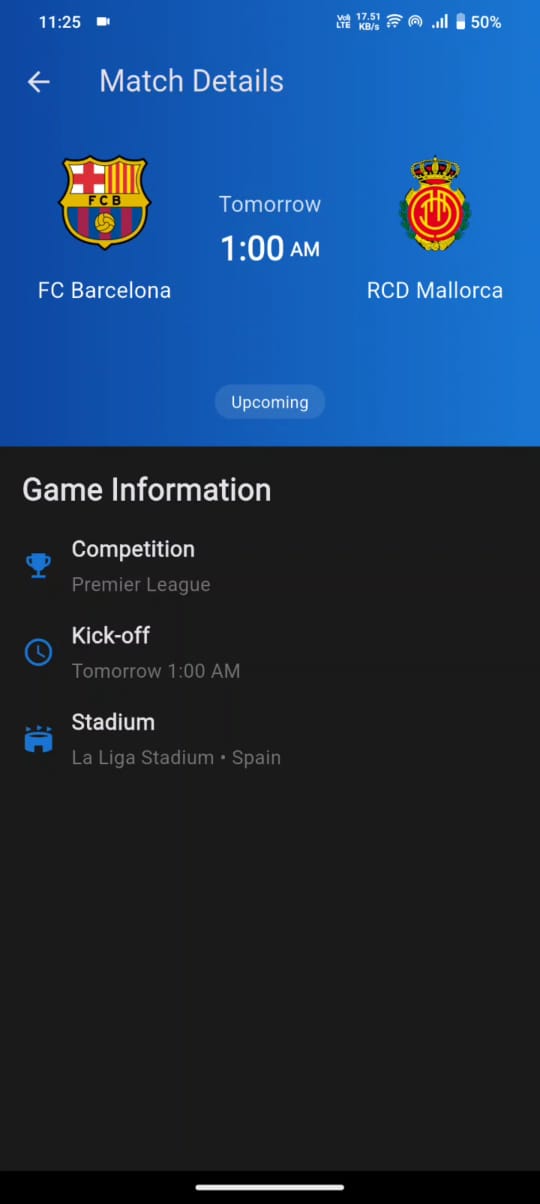 11:25
Vo)) LTE 17.51 KB/s 50%
Match Details
FCB
Tomorrow
1:00 AM
FC Barcelona
RCD Mallorca
Upcoming
Game Information
Competition
Premier League
Kick-off
Tomorrow 1:00 AM
Stadium
La Liga Stadium • Spain